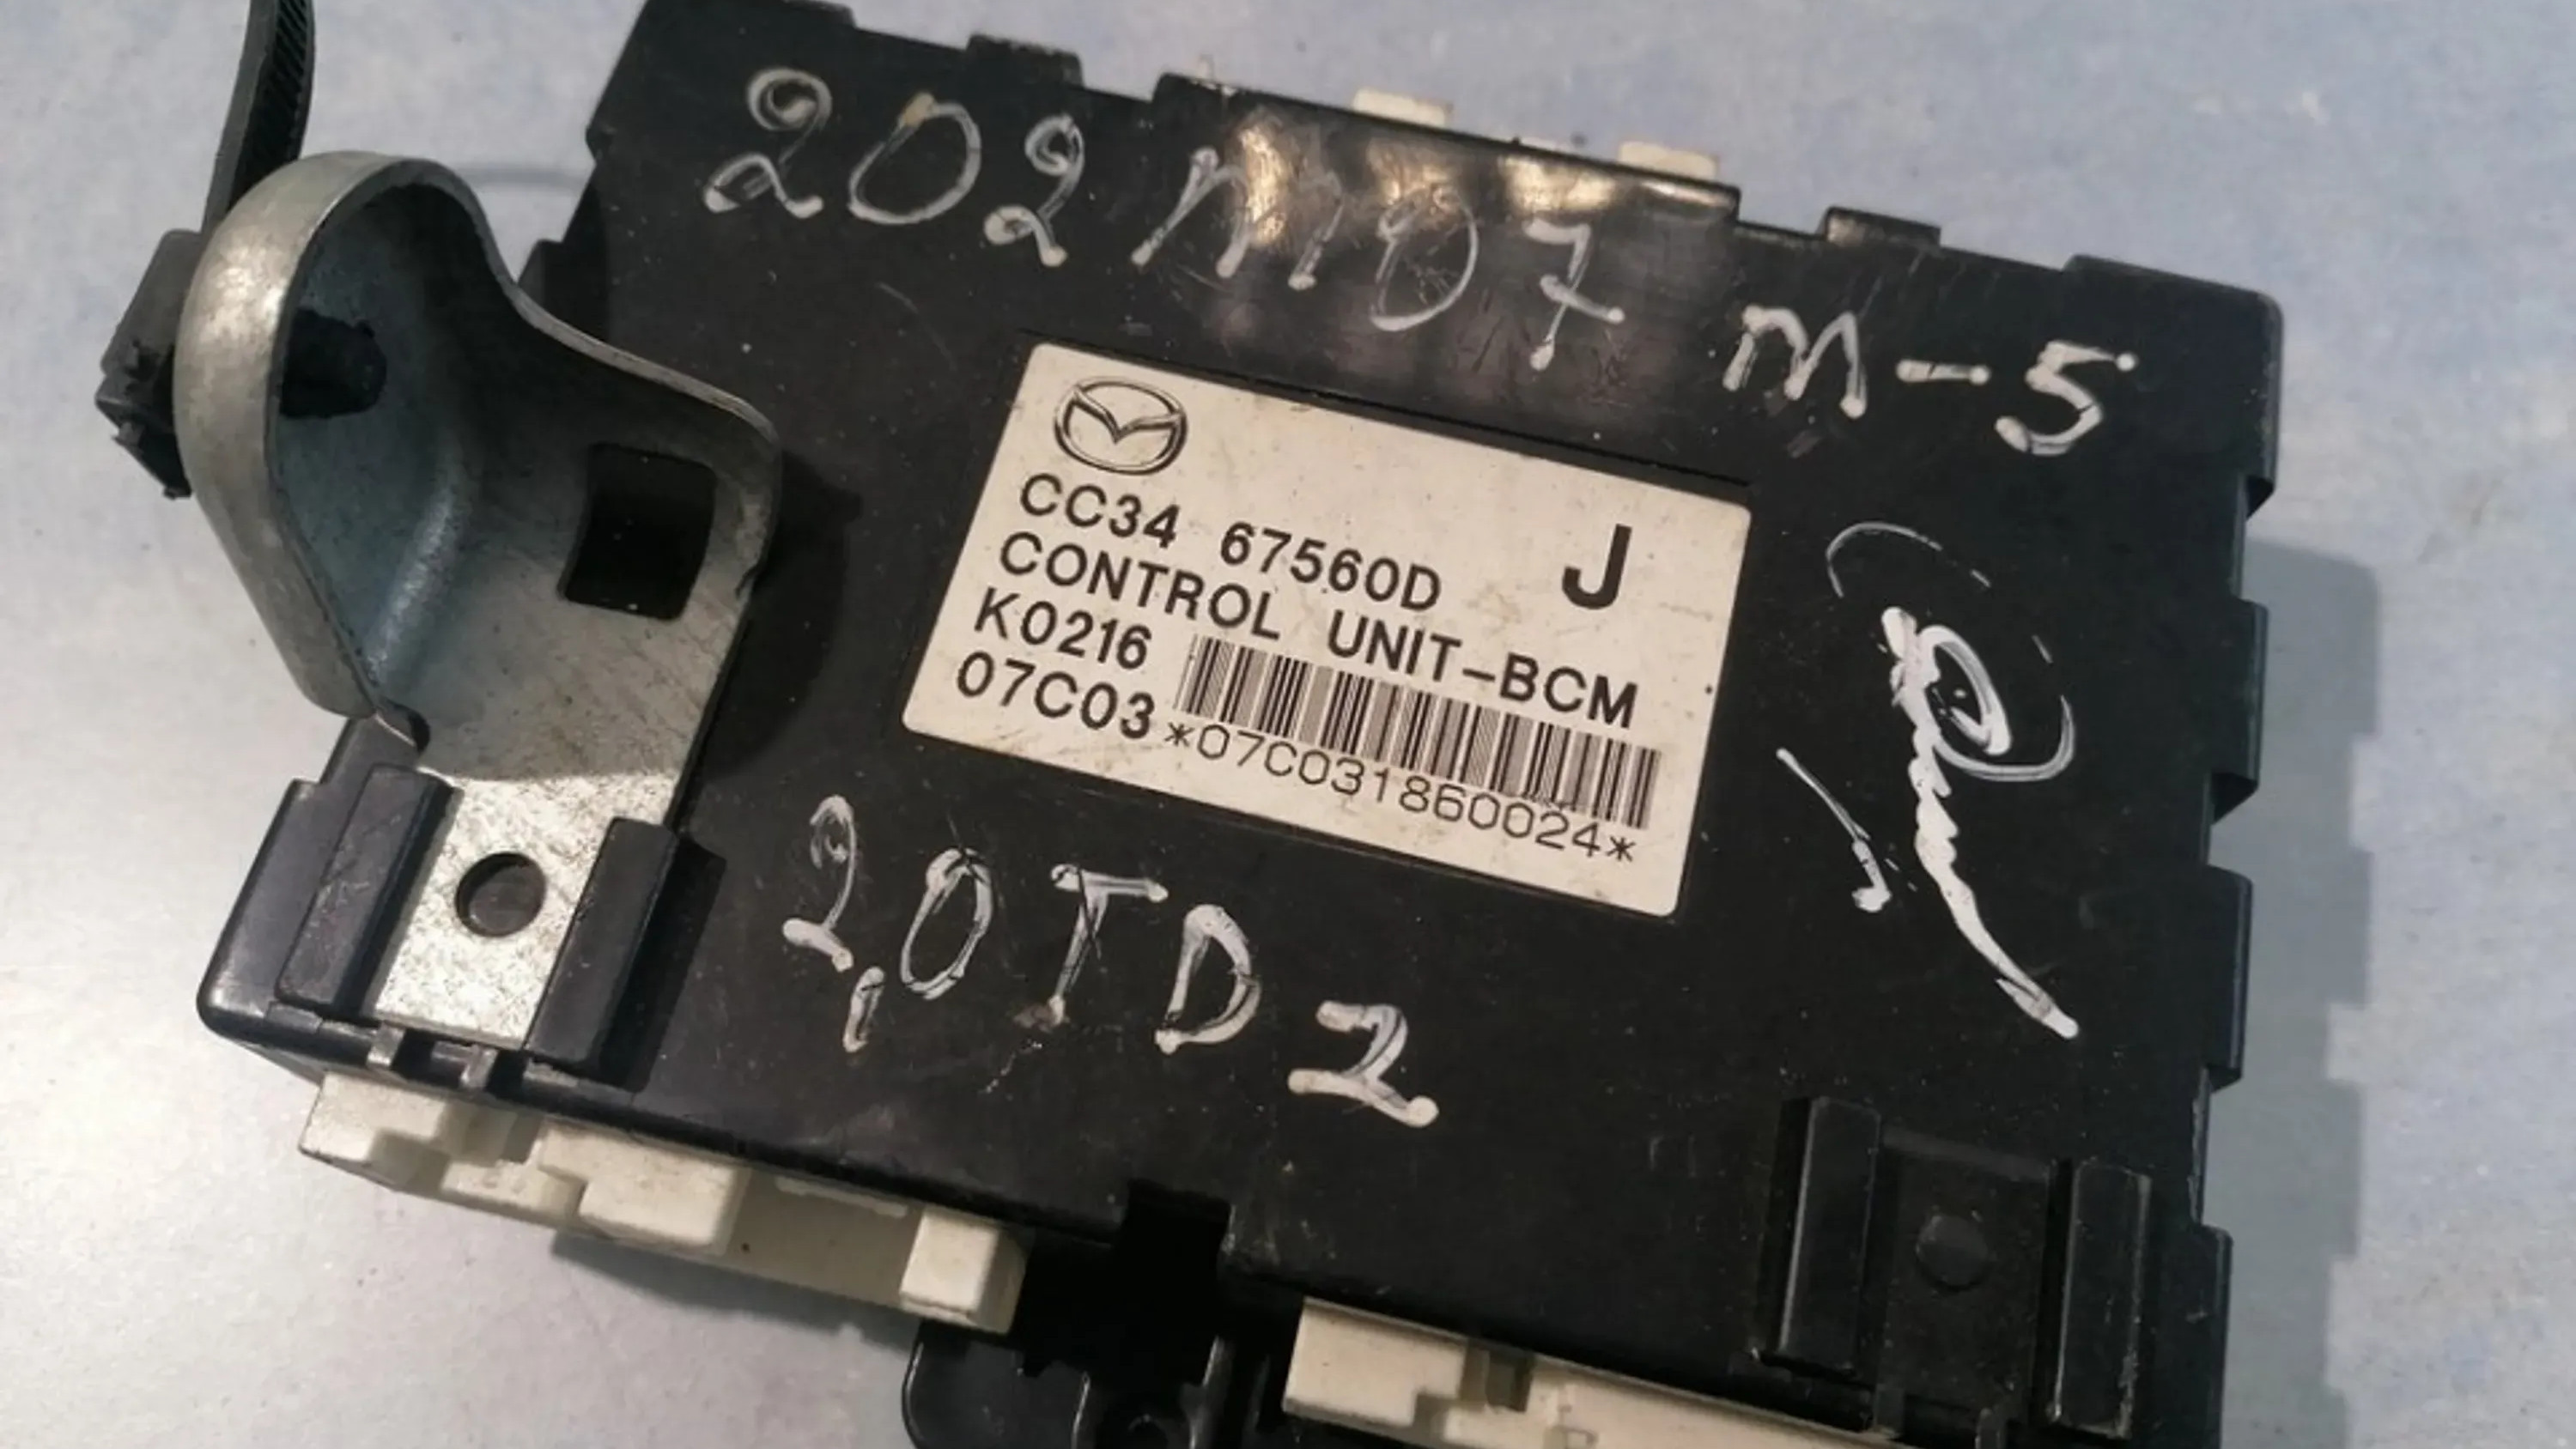 202M07 M-5
CC34 67560D J
CONTROL UNIT-BCM
K0216
07C03 *07C031860024*
2,0TD2